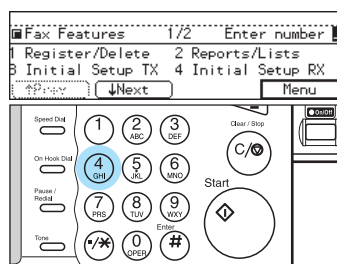 Fax Features 1/2 Enter number
1 Register/Delete 2 Reports/Lists
3 Initial Setup TX 4 Initial Setup RX
↑Prev ↓Next Menu
On/Off
Speed Dial 1 2 ABC 3 DEF Clear / Stop
C/
On Hook Dial 4 GHI 5 JKL 6 MNO
Start
Pause / Redial 7 PRS 8 TUV 9 WXY
Enter
Tone ·/* 0 OPER #